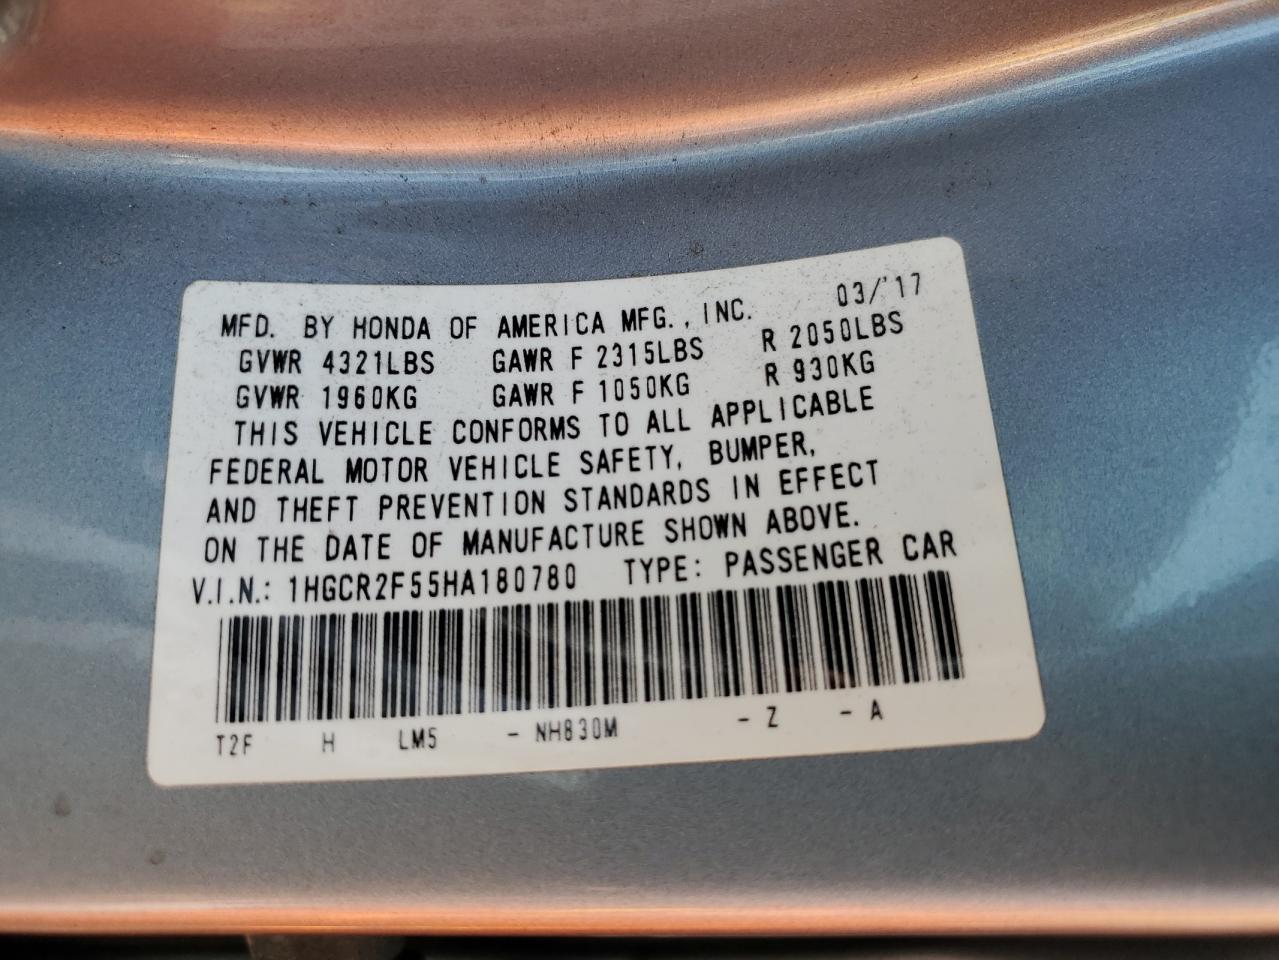 MFD. BY HONDA OF AMERICA MFG., INC. 03/'17
GVWR 4321LBS GAWR F 2315LBS R 2050LBS
GVWR 1960KG GAWR F 1050KG R 930KG
THIS VEHICLE CONFORMS TO ALL APPLICABLE
FEDERAL MOTOR VEHICLE SAFETY, BUMPER,
AND THEFT PREVENTION STANDARDS IN EFFECT
ON THE DATE OF MANUFACTURE SHOWN ABOVE.
V.I.N.: 1HGCR2F55HA180780 TYPE: PASSENGER CAR
T2F H LM5 - NH830M - Z - A